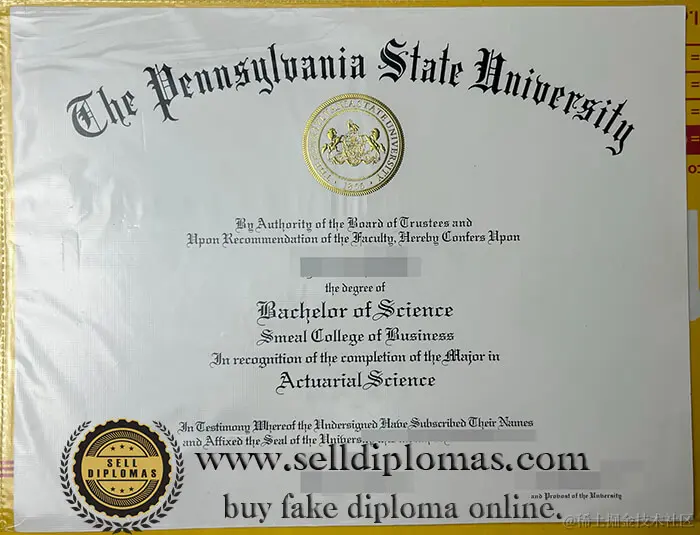 The Pennsylvania State University
1855
By Authority of the Board of Trustees and
Upon Recommendation of the Faculty, Hereby Confers Upon
the degree of
Bachelor of Science
Smeal College of Business
In recognition of the completion of the Major in
Actuarial Science
In Testimony Whereof the Undersigned Have Subscribed Their Names
and Affixed the Seal of the University
and Provost of the University
SELL
DIPLOMAS
www.selldiplomas.com
buy fake diploma online.
@稀土掘金技术社区